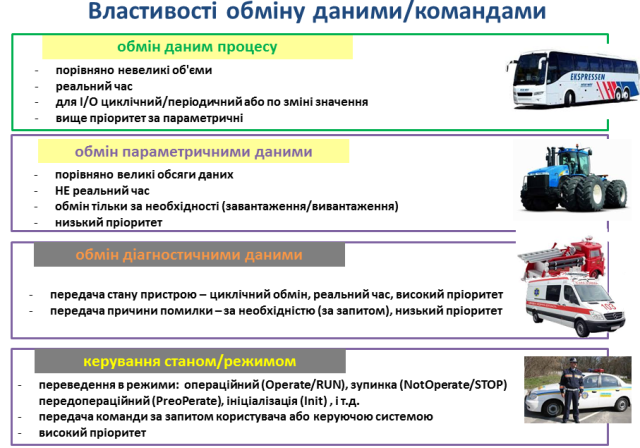 Властивості обміну даними/командами
обмін даним процесу
- порівняно невеликі об'єми
- реальний час
- для I/O циклічний/періодичний або по зміні значення
- вище пріоритет за параметричні
EKSPRESSEN
обмін параметричними даними
- порівняно великі обсяги даних
- НЕ реальний час
- обмін тільки за необхідності (завантаження/вивантаження)
- низький пріоритет
обмін діагностичними даними
- передача стану пристрою – циклічний обмін, реальний час, високий пріоритет
- передача причини помилки – за необхідністю (за запитом), низький пріоритет
103
керування станом/режимом
- переведення в режими: операційний (Operate/RUN), зупинка (NotOperate/STOP)
передопераційний (PreoPerate), ініціалізація (Init) , і т.д.
- передача команди за запитом користувача або керуючою системою
- високий пріоритет